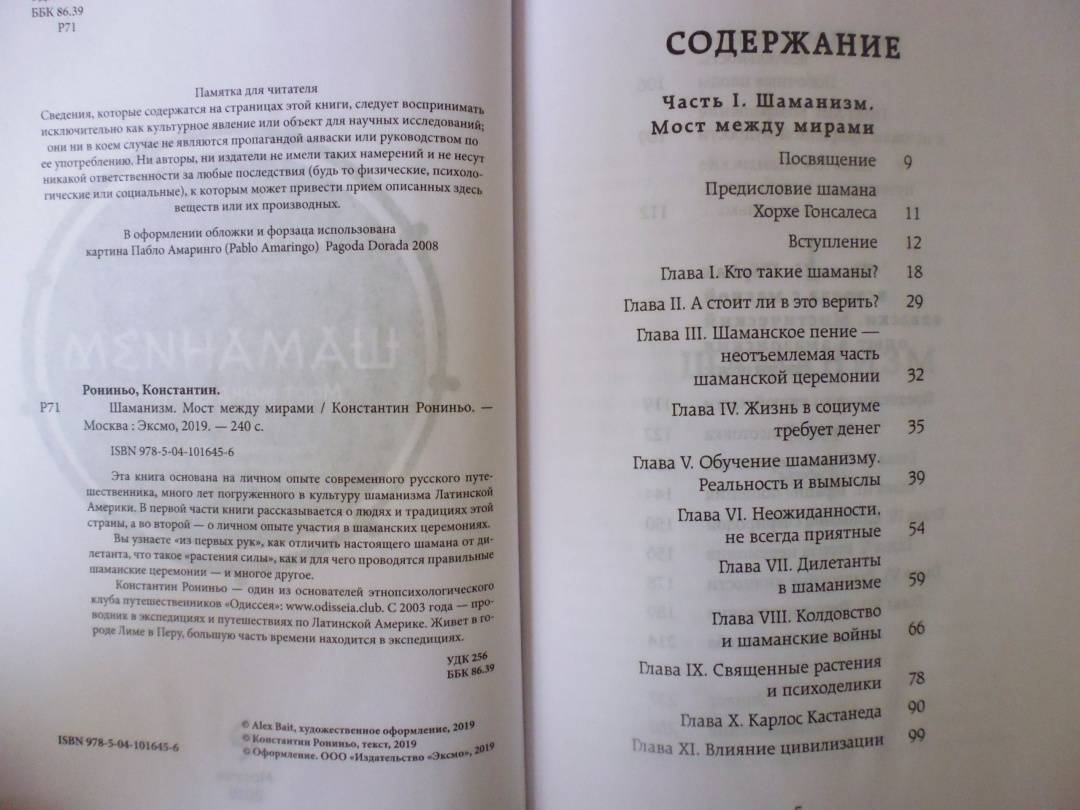 ББК 86.39
Р71
Памятка для читателя
Сведения, которые содержатся на страницах этой книги, следует воспринимать
исключительно как культурное явление или объект для научных исследований;
они ни в коем случае не являются пропагандой аяваски или руководством по
ее употреблению. Ни авторы, ни издатели не имели таких намерений и не несут
никакой ответственности за любые последствия (будь то физические, психоло-
гические или социальные), к которым может привести прием описанных здесь
веществ или их производных.
В оформлении обложки и форзаца использована
картина Пабло Амаринго (Pablo Amaringo) Pagoda Dorada 2008
Рониньо, Константин.
Р71 Шаманизм. Мост между мирами / Константин Рониньо. —
Москва : Эксмо, 2019. — 240 с.
ISBN 978-5-04-101645-6
Эта книга основана на личном опыте современного русского путе-
шественника, много лет погруженного в культуру шаманизма Латинской
Америки. В первой части книги рассказывается о людях и традициях этой
страны, а во второй — о личном опыте участия в шаманских церемониях.
Вы узнаете «из первых рук», как отличить настоящего шамана от ди-
летанта, что такое «растения силы», как и для чего проводятся правильные
шаманские церемонии — и многое другое.
Константин Рониньо — один из основателей этнопсихологического
клуба путешественников «Одиссея»: www.odisseia.club. С 2003 года — про-
водник в экспедициях и путешествиях по Латинской Америке. Живет в го-
роде Лиме в Перу, большую часть времени находится в экспедициях.
УДК 256
ББК 86.39
© Alex Bait, художественное оформление, 2019
© Константин Рониньо, текст, 2019
© Оформление. ООО «Издательство «Эксмо», 2019
ISBN 978-5-04-101645-6
СОДЕРЖАНИЕ
Часть I. Шаманизм.
Мост между мирами
Посвящение 9
Предисловие шамана
Хорхе Гонсалеса 11
Вступление 12
Глава I. Кто такие шаманы? 18
Глава II. А стоит ли в это верить? 29
Глава III. Шаманское пение —
неотъемлемая часть
шаманской церемонии 32
Глава IV. Жизнь в социуме
требует денег 35
Глава V. Обучение шаманизму.
Реальность и вымыслы 39
Глава VI. Неожиданности,
не всегда приятные 54
Глава VII. Дилетанты
в шаманизме 59
Глава VIII. Колдовство
и шаманские войны 66
Глава IX. Священные растения
и психоделики 78
Глава X. Карлос Кастанеда 90
Глава XI. Влияние цивилизации 99